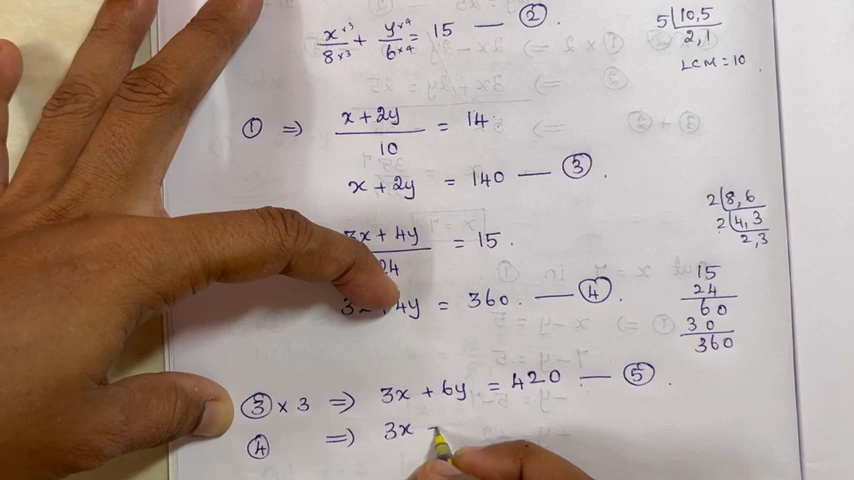 x×3/8×3 + y×4/6×4 = 15 — ②
5 | 10,5
2,1
LCM = 10
① ⇒ x + 2y / 10 = 14
x + 2y = 140 — ③
2 | 8,6
2 | 4,3
2,3
3x + 4y / 24 = 15
3x + 4y = 360 — ④
15
24
60
30
360
③ × 3 ⇒ 3x + 6y = 420 — ⑤
④ ⇒ 3x